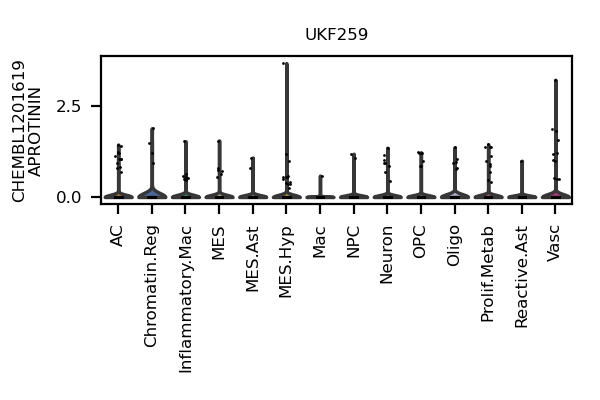 UKF259
CHEMBL1201619
APROTININ
2.5
0.0
AC
Chromatin.Reg
Inflammatory.Mac
MES
MES.Ast
MES.Hyp
Mac
NPC
Neuron
OPC
Oligo
Prolif.Metab
Reactive.Ast
Vasc